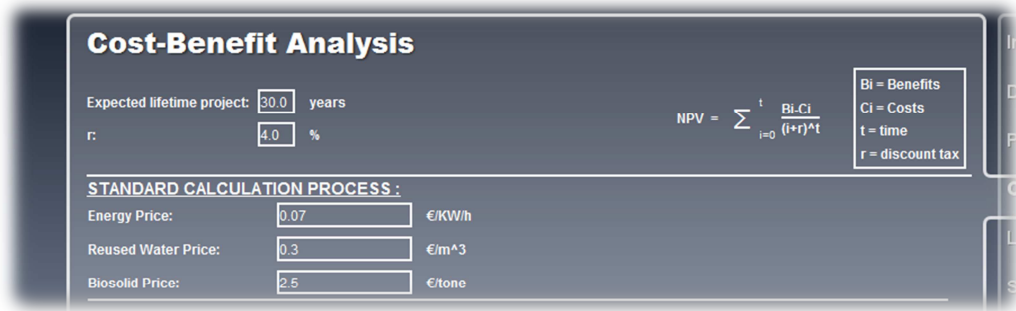 Cost-Benefit Analysis
Expected lifetime project: 30.0 years
r: 4.0 %
NPV = ∑ t i=0 Bi-Ci (i+r)^t
Bi = Benefits
Ci = Costs
t = time
r = discount tax
STANDARD CALCULATION PROCESS :
Energy Price: 0.07 €/KW/h
Reused Water Price: 0.3 €/m^3
Biosolid Price: 2.5 €/tone